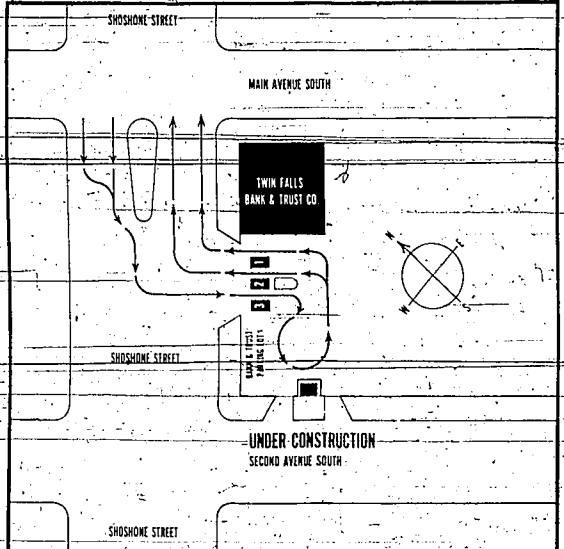 SHOSHONE STREET
MAIN AVENUE SOUTH
TWIN FALLS
BANK & TRUST CO.
N
E
W
S
1
2
3
BANK & TRUST
PARKING LOT
SHOSHONE STREET
UNDER CONSTRUCTION
SECOND AVENUE SOUTH
SHOSHONE STREET